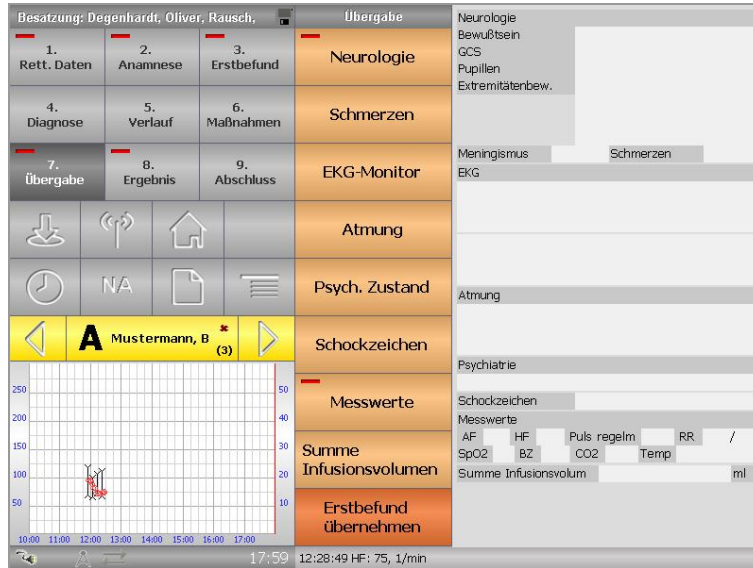 Besatzung: Degenhardt, Oliver, Rausch,
1.
Rett. Daten
2.
Anamnese
3.
Erstbefund
4.
Diagnose
5.
Verlauf
6.
Maßnahmen
7.
Übergabe
8.
Ergebnis
9.
Abschluss
NA
A Mustermann, B
(3)
250
200
150
100
50
50
40
30
20
10
10:00 11:00 12:00 13:00 14:00 15:00 16:00 17:00
17:59
Übergabe
Neurologie
Schmerzen
EKG-Monitor
Atmung
Psych. Zustand
Schockzeichen
Messwerte
Summe
Infusionsvolumen
Erstbefund
übernehmen
12:28:49 HF: 75, 1/min
Neurologie
Bewußtsein
GCS
Pupillen
Extremitätenbew.
Meningismus Schmerzen
EKG
Atmung
Psychiatrie
Schockzeichen
Messwerte
AF HF Puls regelm RR /
SpO2 BZ CO2 Temp
Summe Infusionsvolum ml